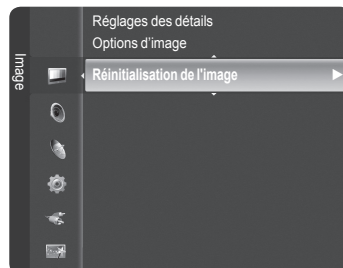 Image
Réglages des détails
Options d'image
Réinitialisation de l'image